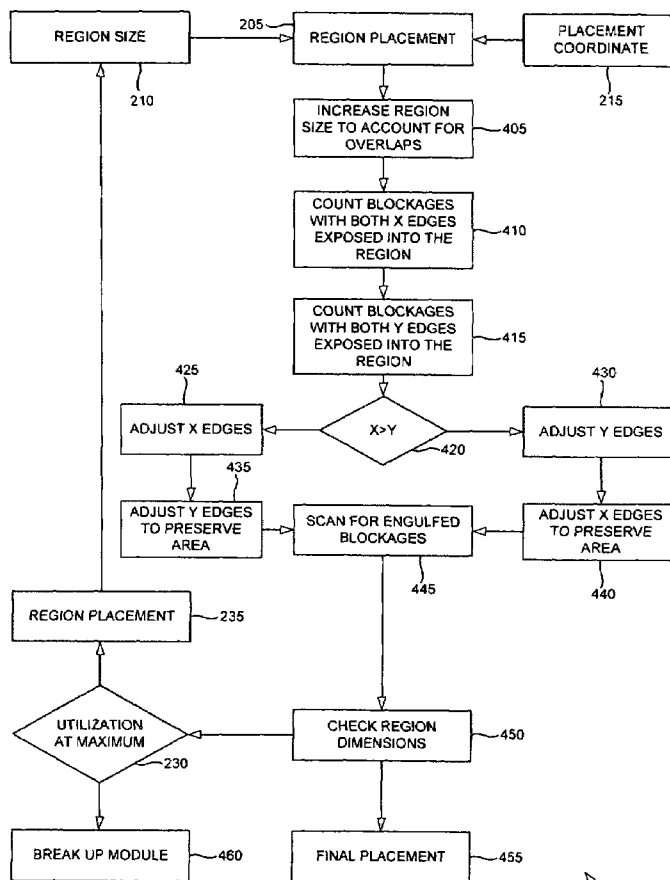 205
REGION SIZE
REGION PLACEMENT
PLACEMENT
COORDINATE
210
215
INCREASE REGION
SIZE TO ACCOUNT FOR
OVERLAPS
405
COUNT BLOCKAGES
WITH BOTH X EDGES
EXPOSED INTO THE
REGION
410
COUNT BLOCKAGES
WITH BOTH Y EDGES
EXPOSED INTO THE
REGION
415
425
430
ADJUST X EDGES
X>Y
ADJUST Y EDGES
420
435
ADJUST Y EDGES
TO PRESERVE
AREA
SCAN FOR ENGULFED
BLOCKAGES
ADJUST X EDGES
TO PRESERVE
AREA
445
440
REGION PLACEMENT
235
UTILIZATION
AT MAXIMUM
230
CHECK REGION
DIMENSIONS
450
BREAK UP MODULE
460
FINAL PLACEMENT
455